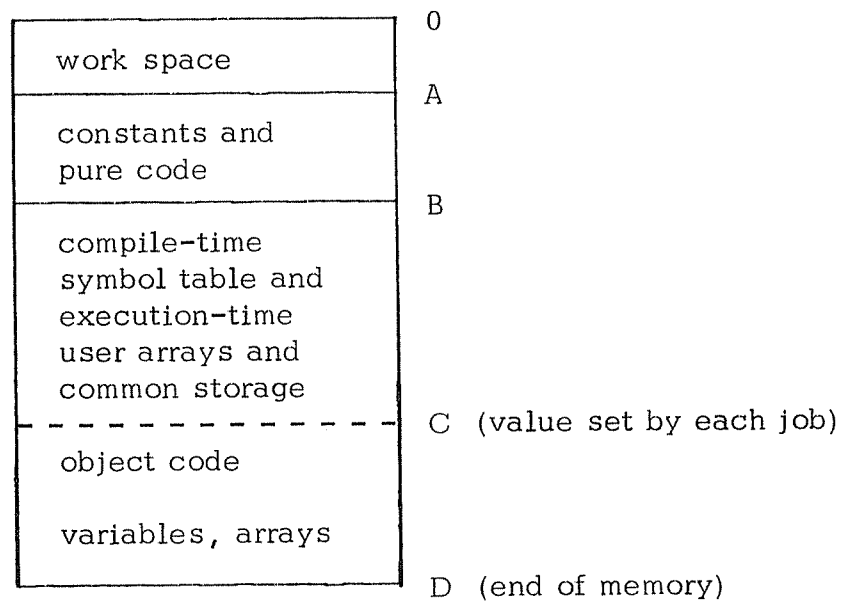 0
work space
A
constants and
pure code
B
compile-time
symbol table and
execution-time
user arrays and
common storage
C (value set by each job)
object code
variables, arrays
D (end of memory)